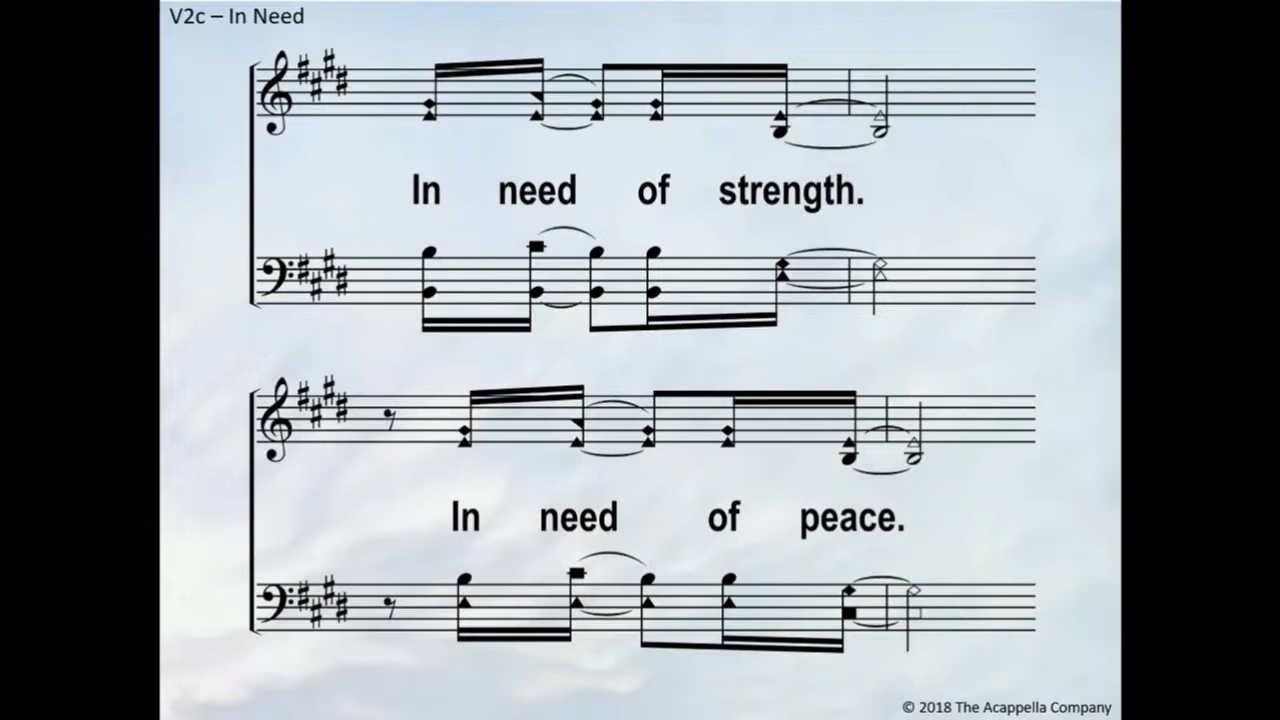 V2c – In Need
In need of strength.
In need of peace.
© 2018 The Acappella Company